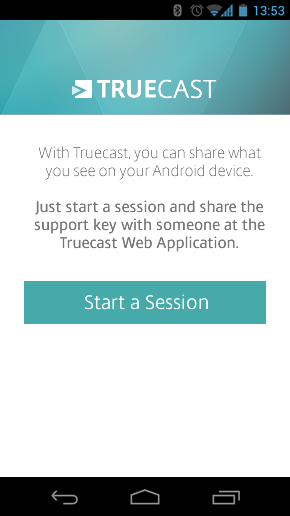 13:53
TRUECAST
With Truecast, you can share what
you see on your Android device.
Just start a session and share the
support key with someone at the
Truecast Web Application.
Start a Session